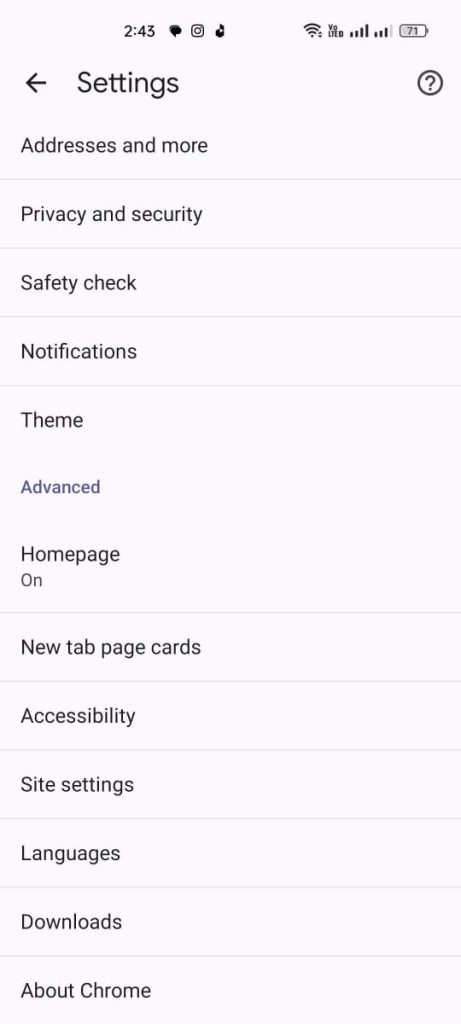 2:43
Vo
LTE
71
Settings
Addresses and more
Privacy and security
Safety check
Notifications
Theme
Advanced
Homepage
On
New tab page cards
Accessibility
Site settings
Languages
Downloads
About Chrome